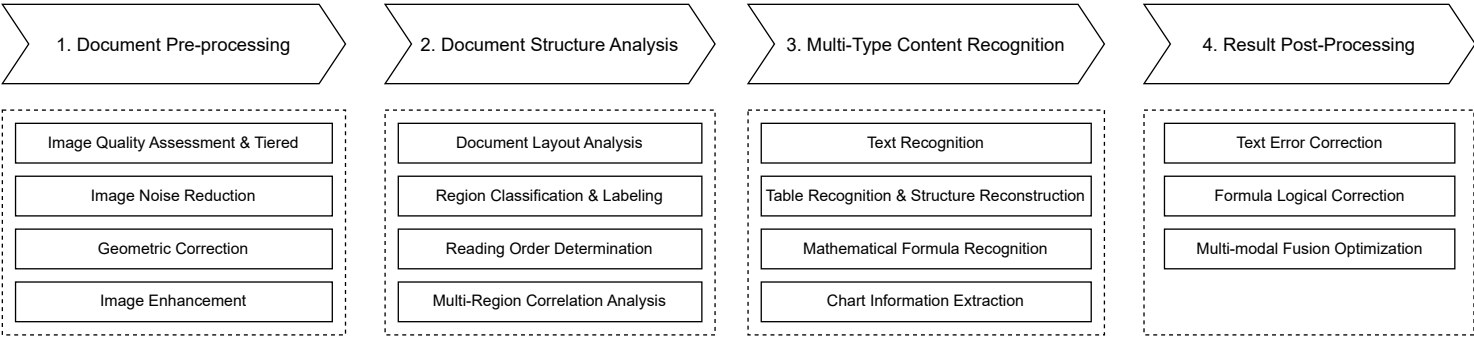 1. Document Pre-processing
Image Quality Assessment & Tiered
Image Noise Reduction
Geometric Correction
Image Enhancement
2. Document Structure Analysis
Document Layout Analysis
Region Classification & Labeling
Reading Order Determination
Multi-Region Correlation Analysis
3. Multi-Type Content Recognition
Text Recognition
Table Recognition & Structure Reconstruction
Mathematical Formula Recognition
Chart Information Extraction
4. Result Post-Processing
Text Error Correction
Formula Logical Correction
Multi-modal Fusion Optimization